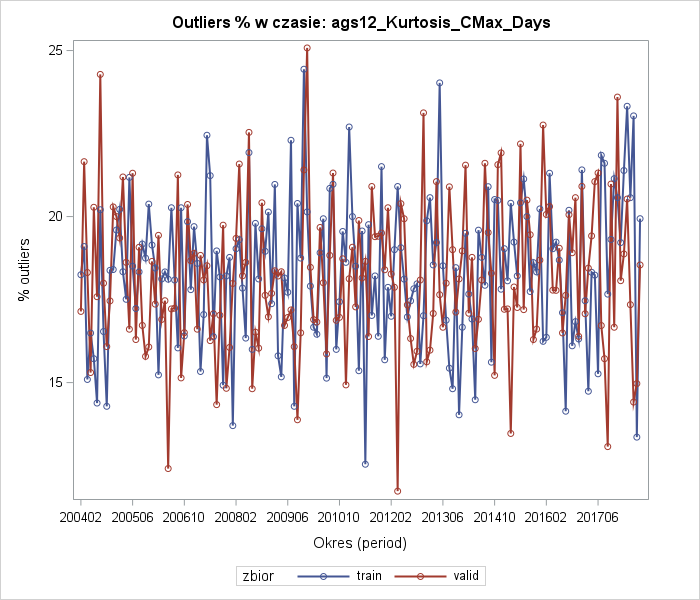 Outliers % w czasie: ags12_Kurtosis_CMax_Days
25
20
15
% outliers
200402 200506 200610 200802 200906 201010 201202 201306 201410 201602 201706
Okres (period)
zbior train valid